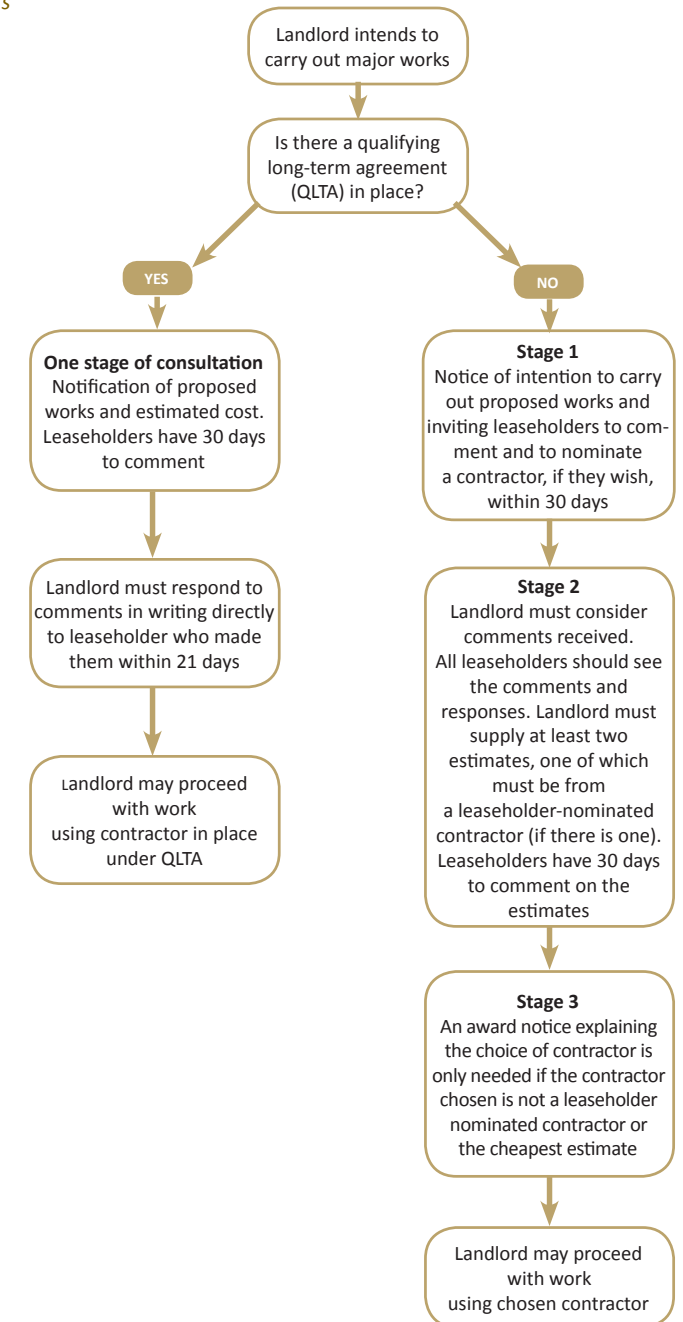 s
Landlord intends to
carry out major works
Is there a qualifying
long-term agreement
(QLTA) in place?
YES
NO
One stage of consultation
Notification of proposed
works and estimated cost.
Leaseholders have 30 days
to comment
Landlord must respond to
comments in writing directly
to leaseholder who made
them within 21 days
Landlord may proceed
with work
using contractor in place
under QLTA
Stage 1
Notice of intention to carry
out proposed works and
inviting leaseholders to com-
ment and to nominate
a contractor, if they wish,
within 30 days
Stage 2
Landlord must consider
comments received.
All leaseholders should see
the comments and
responses. Landlord must
supply at least two
estimates, one of which
must be from
a leaseholder-nominated
contractor (if there is one).
Leaseholders have 30 days
to comment on the
estimates
Stage 3
An award notice explaining
the choice of contractor is
only needed if the contractor
chosen is not a leaseholder
nominated contractor or
the cheapest estimate
Landlord may proceed
with work
using chosen contractor